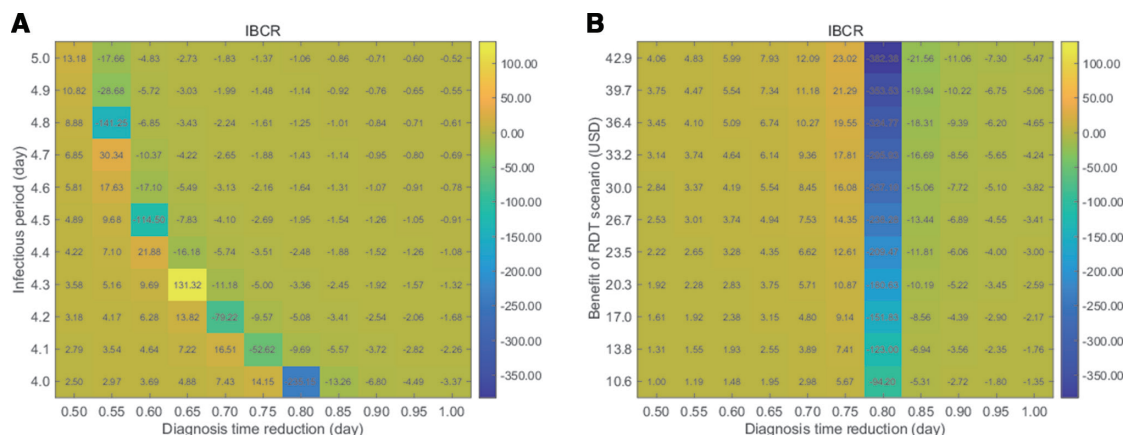 A
IBCR
Infectious period (day)
5.0 13.18 -17.66 -4.83 -2.73 -1.83 -1.37 -1.06 -0.86 -0.71 -0.60 -0.52
4.9 10.82 -28.68 -5.72 -3.03 -1.99 -1.48 -1.14 -0.92 -0.76 -0.65 -0.55
4.8 8.88 -6.85 -3.43 -2.24 -1.61 -1.25 -1.01 -0.84 -0.71 -0.61
4.7 6.85 30.34 -10.37 -4.22 -2.65 -1.88 -1.43 -1.14 -0.95 -0.80 -0.69
4.6 5.81 17.63 -17.10 -5.49 -3.13 -2.16 -1.64 -1.31 -1.07 -0.91 -0.78
4.5 4.89 9.68 -114.50 -7.83 -4.10 -2.69 -1.95 -1.54 -1.26 -1.05 -0.91
4.4 4.22 7.10 21.88 -16.18 -5.74 -3.51 -2.48 -1.88 -1.52 -1.26 -1.08
4.3 3.58 5.16 9.69 131.32 -11.18 -5.00 -3.36 -2.45 -1.92 -1.57 -1.32
4.2 3.18 4.17 6.28 13.82 -79.22 -9.57 -5.08 -3.41 -2.54 -2.06 -1.68
4.1 2.79 3.54 4.64 7.22 16.51 -52.62 -9.69 -5.57 -3.72 -2.82 -2.26
4.0 2.50 2.97 3.69 4.88 7.43 14.15 -13.26 -6.80 -4.49 -3.37
0.50 0.55 0.60 0.65 0.70 0.75 0.80 0.85 0.90 0.95 1.00
Diagnosis time reduction (day)
100.00
50.00
0.00
-50.00
-100.00
-150.00
-200.00
-250.00
-300.00
-350.00
B
IBCR
Benefit of RDT scenario (USD)
42.9 4.06 4.83 5.99 7.93 12.09 23.02 -382.38 -21.56 -11.06 -7.30 -5.47
39.7 3.75 4.47 5.54 7.34 11.18 21.29 -19.94 -10.22 -6.75 -5.06
36.4 3.45 4.10 5.09 6.74 10.27 19.55 -18.31 -9.39 -6.20 -4.65
33.2 3.14 3.74 4.64 6.14 9.36 17.81 -16.69 -8.56 -5.65 -4.24
30.0 2.84 3.37 4.19 5.54 8.45 16.08 -15.06 -7.72 -5.10 -3.82
26.7 2.53 3.01 3.74 4.94 7.53 14.35 -13.44 -6.89 -4.55 -3.41
23.5 2.22 2.65 3.28 4.35 6.62 12.61 -11.81 -6.06 -4.00 -3.00
20.3 1.92 2.28 2.83 3.75 5.71 10.87 -10.19 -5.22 -3.45 -2.59
17.0 1.61 1.92 2.38 3.15 4.80 9.14 -8.56 -4.39 -2.90 -2.17
13.8 1.31 1.55 1.93 2.55 3.89 7.41 -123.00 -6.94 -3.56 -2.35 -1.76
10.6 1.00 1.19 1.48 1.95 2.98 5.67 -94.20 -5.31 -2.72 -1.80 -1.35
0.50 0.55 0.60 0.65 0.70 0.75 0.80 0.85 0.90 0.95 1.00
Diagnosis time reduction (day)
100.00
50.00
0.00
-50.00
-100.00
-150.00
-200.00
-250.00
-300.00
-350.00